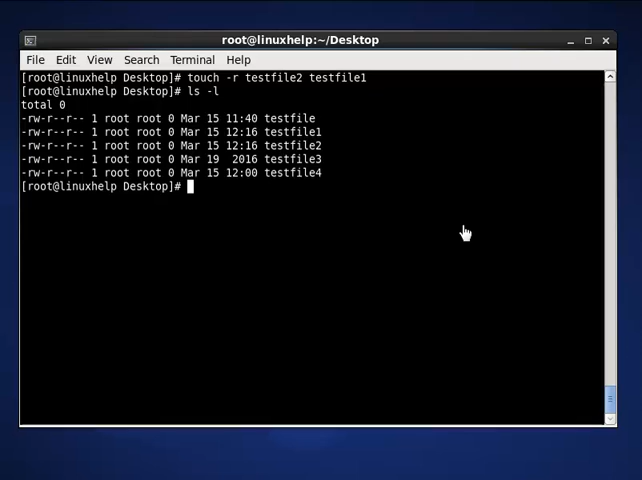 root@linuxhelp:~/Desktop
File Edit View Search Terminal Help
[root@linuxhelp Desktop]# touch -r testfile2 testfile1
[root@linuxhelp Desktop]# ls -l
total 0
-rw-r--r-- 1 root root 0 Mar 15 11:40 testfile
-rw-r--r-- 1 root root 0 Mar 15 12:16 testfile1
-rw-r--r-- 1 root root 0 Mar 15 12:16 testfile2
-rw-r--r-- 1 root root 0 Mar 19  2016 testfile3
-rw-r--r-- 1 root root 0 Mar 15 12:00 testfile4
[root@linuxhelp Desktop]#